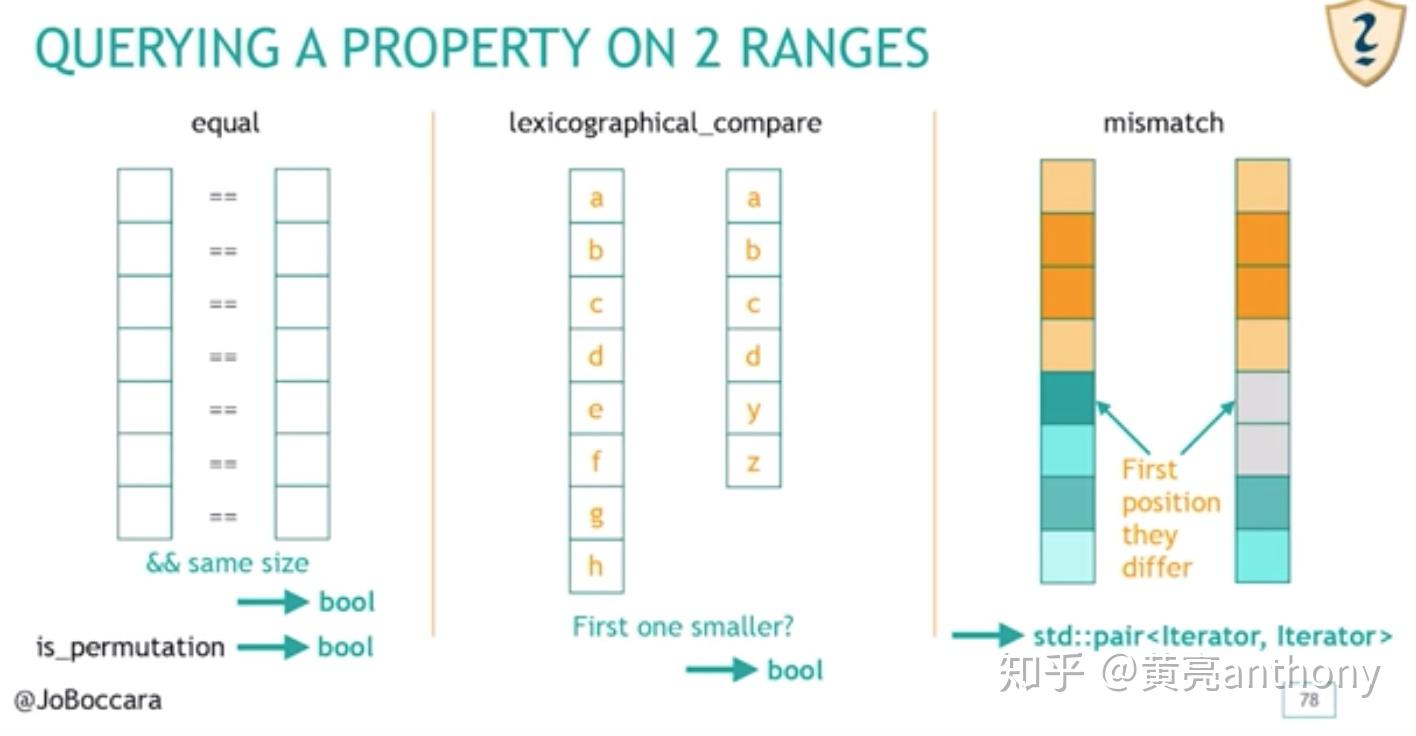 QUERYING A PROPERTY ON 2 RANGES
equal
==
==
==
==
==
==
==
&& same size
bool
is_permutation
bool
lexicographical_compare
a a
b b
c c
d d
e y
f z
g
h
First one smaller?
bool
mismatch
First
position
they
differ
std::pair<Iterator, Iterator>
知乎 @黄亮anthony
@JoBoccara
78